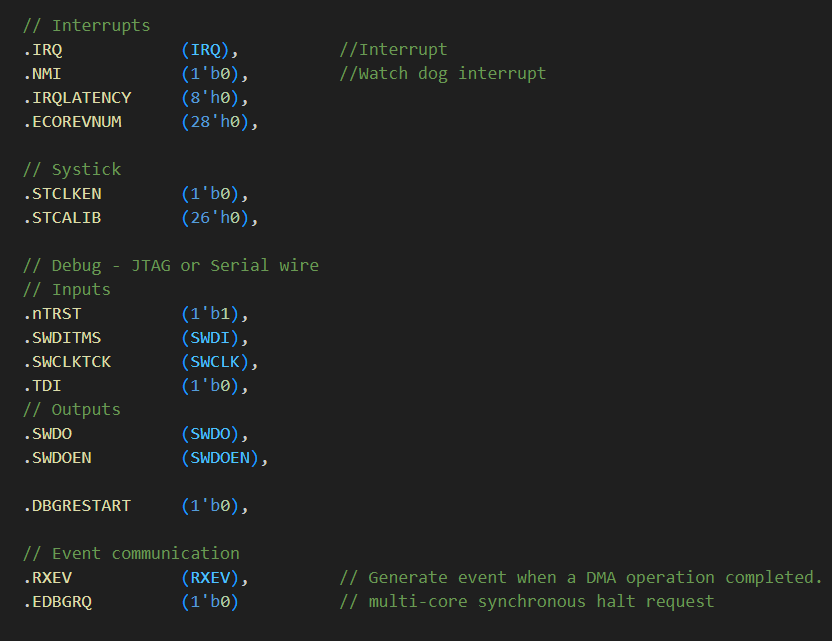 // Interrupts
.IRQ (IRQ), //Interrupt
.NMI (1'b0), //Watch dog interrupt
.IRQLATENCY (8'h0),
.ECOREVNUM (28'h0),
// Systick
.STCLKEN (1'b0),
.STCALIB (26'h0),
// Debug - JTAG or Serial wire
// Inputs
.nTRST (1'b1),
.SWDITMS (SWDI),
.SWCLKTCK (SWCLK),
.TDI (1'b0),
// Outputs
.SWDO (SWDO),
.SWDOEN (SWDOEN),
.DBGRESTART (1'b0),
// Event communication
.RXEV (RXEV), // Generate event when a DMA operation completed.
.EDBGRQ (1'b0) // multi-core synchronous halt request